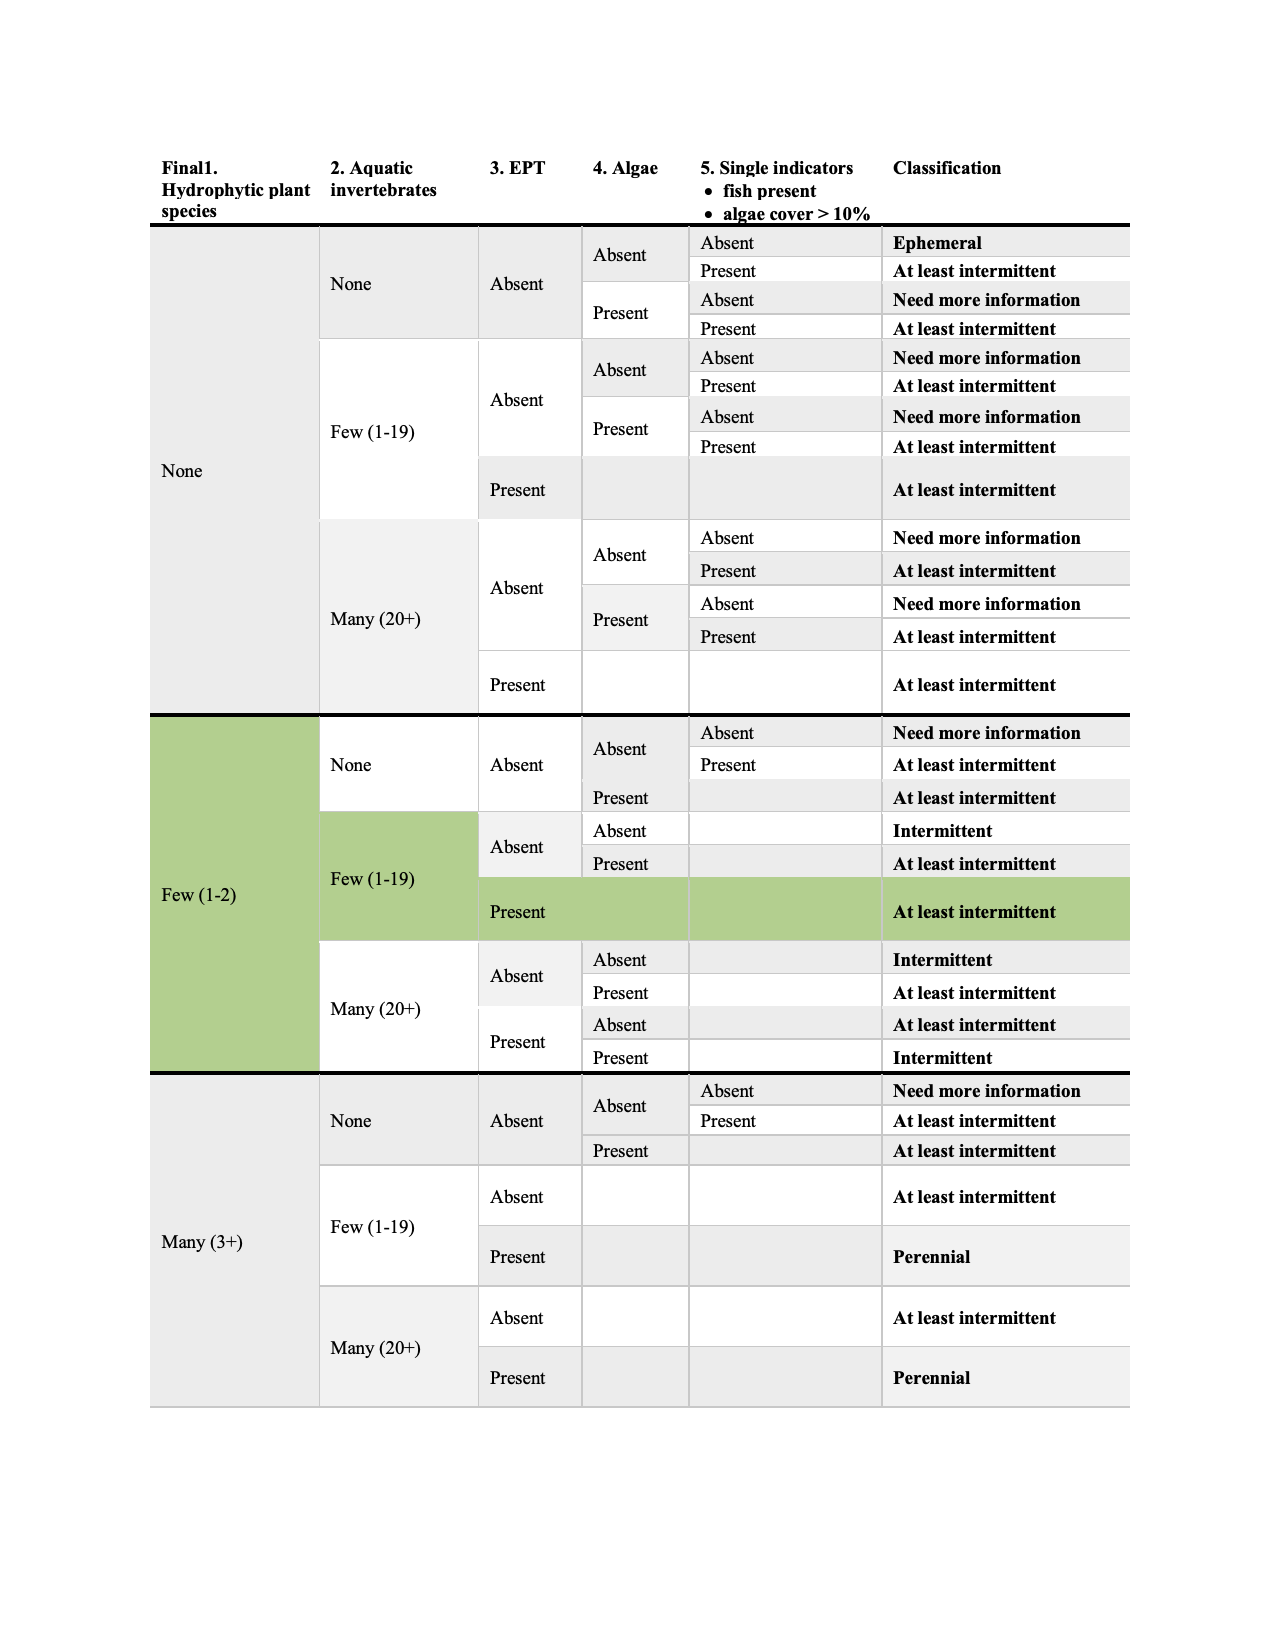 Final1. Hydrophytic plant species
2. Aquatic invertebrates
3. EPT
4. Algae
5. Single indicators
• fish present
• algae cover > 10%
Classification
None
None
Absent
Absent
Absent
Ephemeral
Present
At least intermittent
Present
Absent
Need more information
Present
At least intermittent
Few (1-19)
Absent
Absent
Absent
Need more information
Present
At least intermittent
Present
Absent
Need more information
Present
At least intermittent
Present
At least intermittent
Many (20+)
Absent
Absent
Absent
Need more information
Present
At least intermittent
Present
Absent
Need more information
Present
At least intermittent
Present
At least intermittent
Few (1-2)
None
Absent
Absent
Absent
Need more information
Present
At least intermittent
Present
At least intermittent
Few (1-19)
Absent
Absent
Intermittent
Present
At least intermittent
Present
At least intermittent
Many (20+)
Absent
Absent
Intermittent
Present
At least intermittent
Present
Absent
At least intermittent
Present
Intermittent
Many (3+)
None
Absent
Absent
Absent
Need more information
Present
At least intermittent
Present
At least intermittent
Few (1-19)
Absent
At least intermittent
Present
Perennial
Many (20+)
Absent
At least intermittent
Present
Perennial